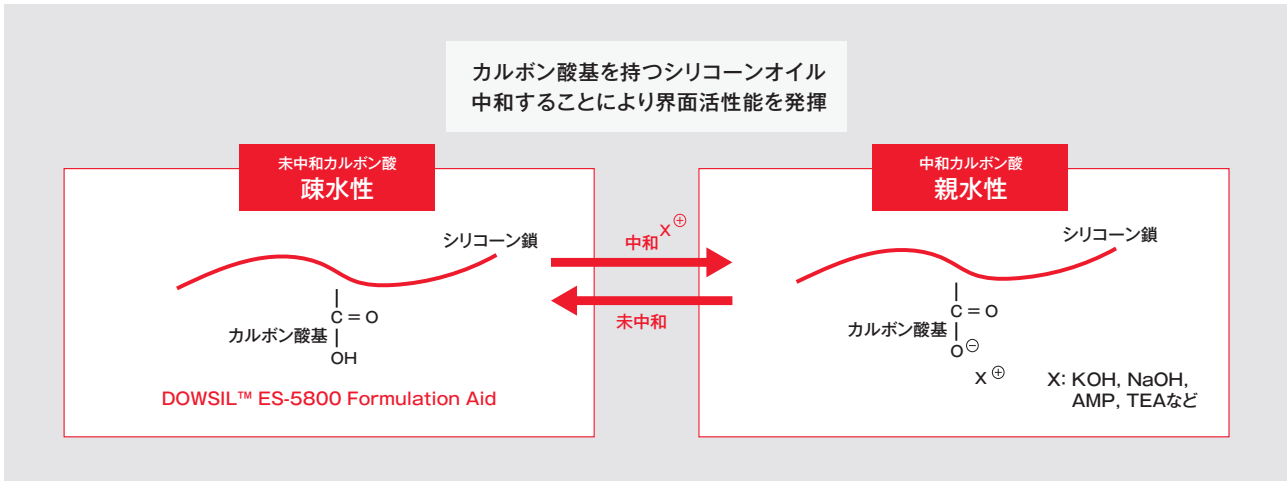 カルボン酸基を持つシリコーンオイル
中和することにより界面活性能を発揮
未中和カルボン酸
疎水性
シリコーン鎖
C = O
カルボン酸基
OH
DOWSIL™ ES-5800 Formulation Aid
中和 X⊕
未中和
中和カルボン酸
親水性
シリコーン鎖
C = O
カルボン酸基
O⊖
X⊕
X: KOH, NaOH,
AMP, TEAなど